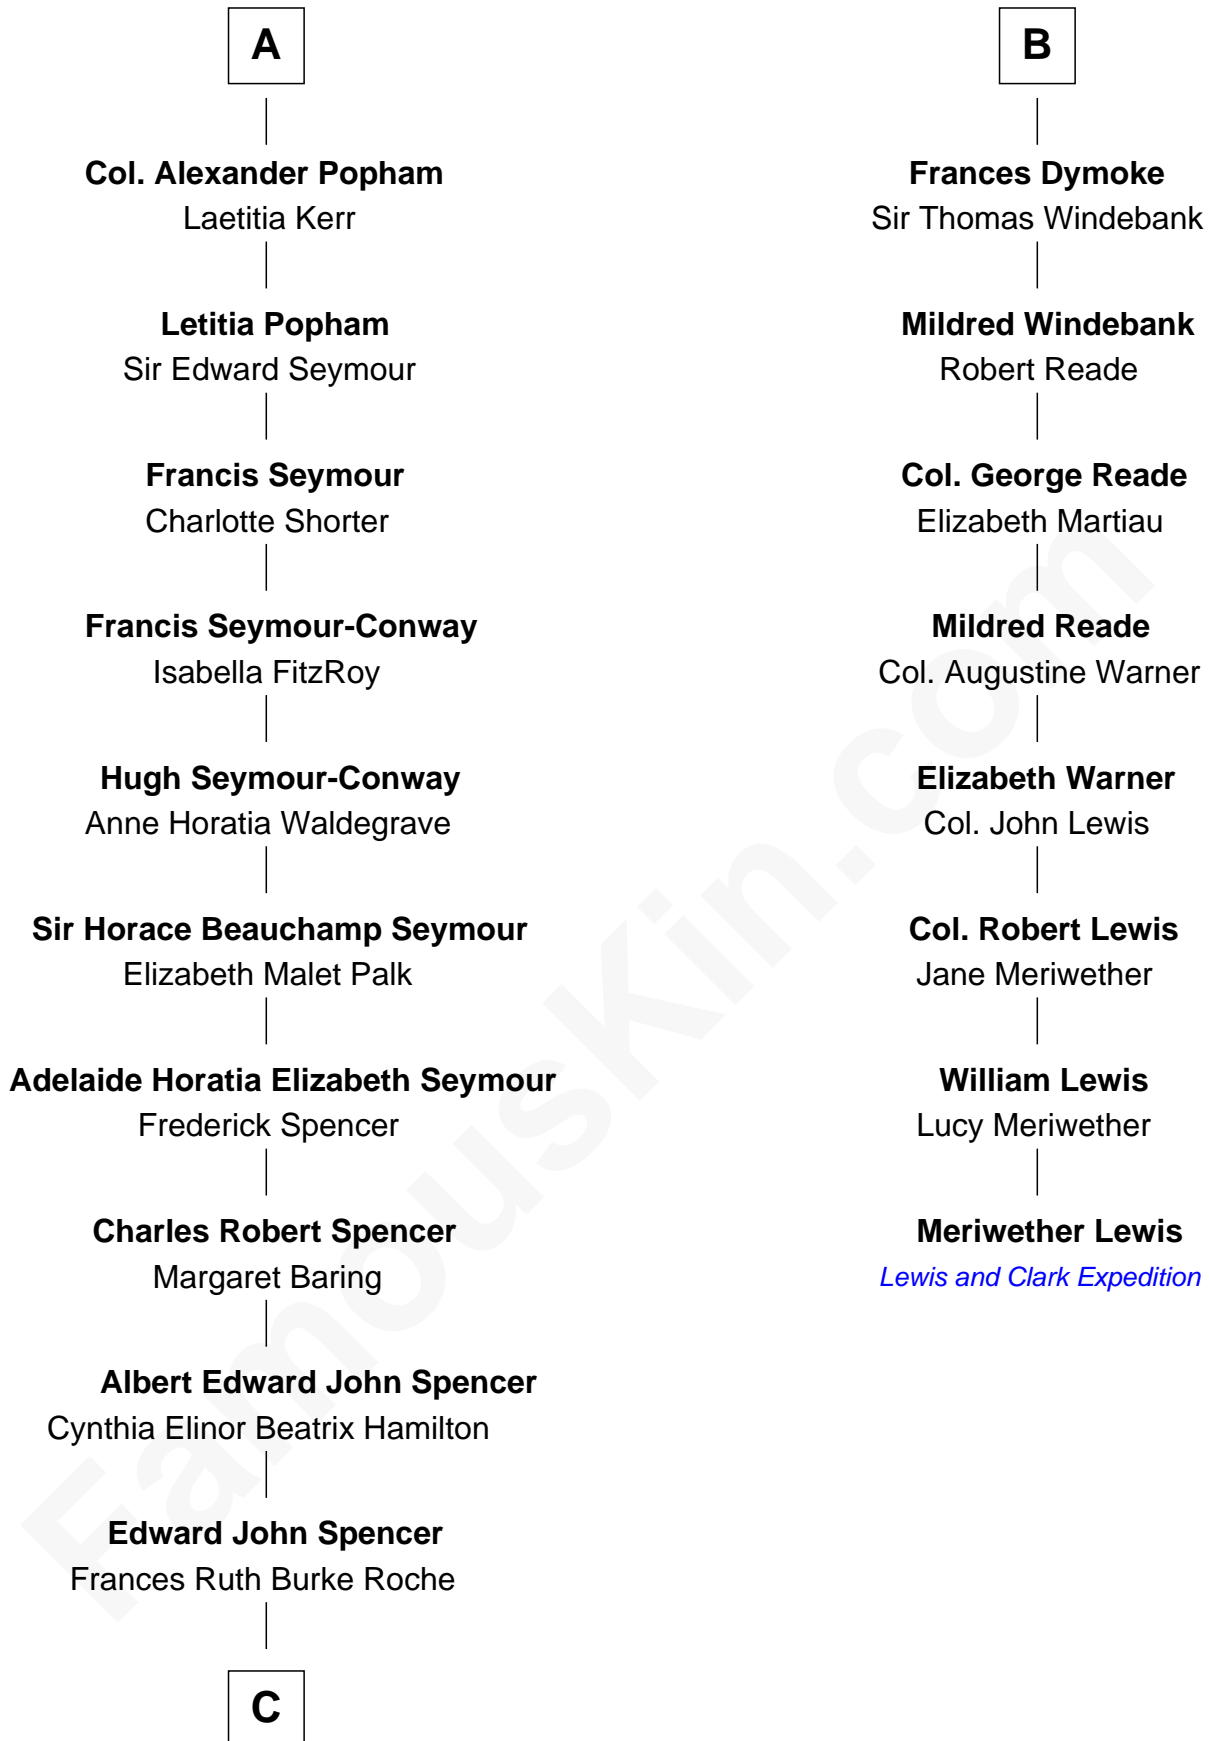 A
Col. Alexander Popham
Laetitia Kerr
Letitia Popham
Sir Edward Seymour
Francis Seymour
Charlotte Shorter
Francis Seymour-Conway
Isabella FitzRoy
Hugh Seymour-Conway
Anne Horatia Waldegrave
Sir Horace Beauchamp Seymour
Elizabeth Malet Palk
Adelaide Horatia Elizabeth Seymour
Frederick Spencer
Charles Robert Spencer
Margaret Baring
Albert Edward John Spencer
Cynthia Elinor Beatrix Hamilton
Edward John Spencer
Frances Ruth Burke Roche
C
B
Frances Dymoke
Sir Thomas Windebank
Mildred Windebank
Robert Reade
Col. George Reade
Elizabeth Martiau
Mildred Reade
Col. Augustine Warner
Elizabeth Warner
Col. John Lewis
Col. Robert Lewis
Jane Meriwether
William Lewis
Lucy Meriwether
Meriwether Lewis
Lewis and Clark Expedition
FamousKin.com